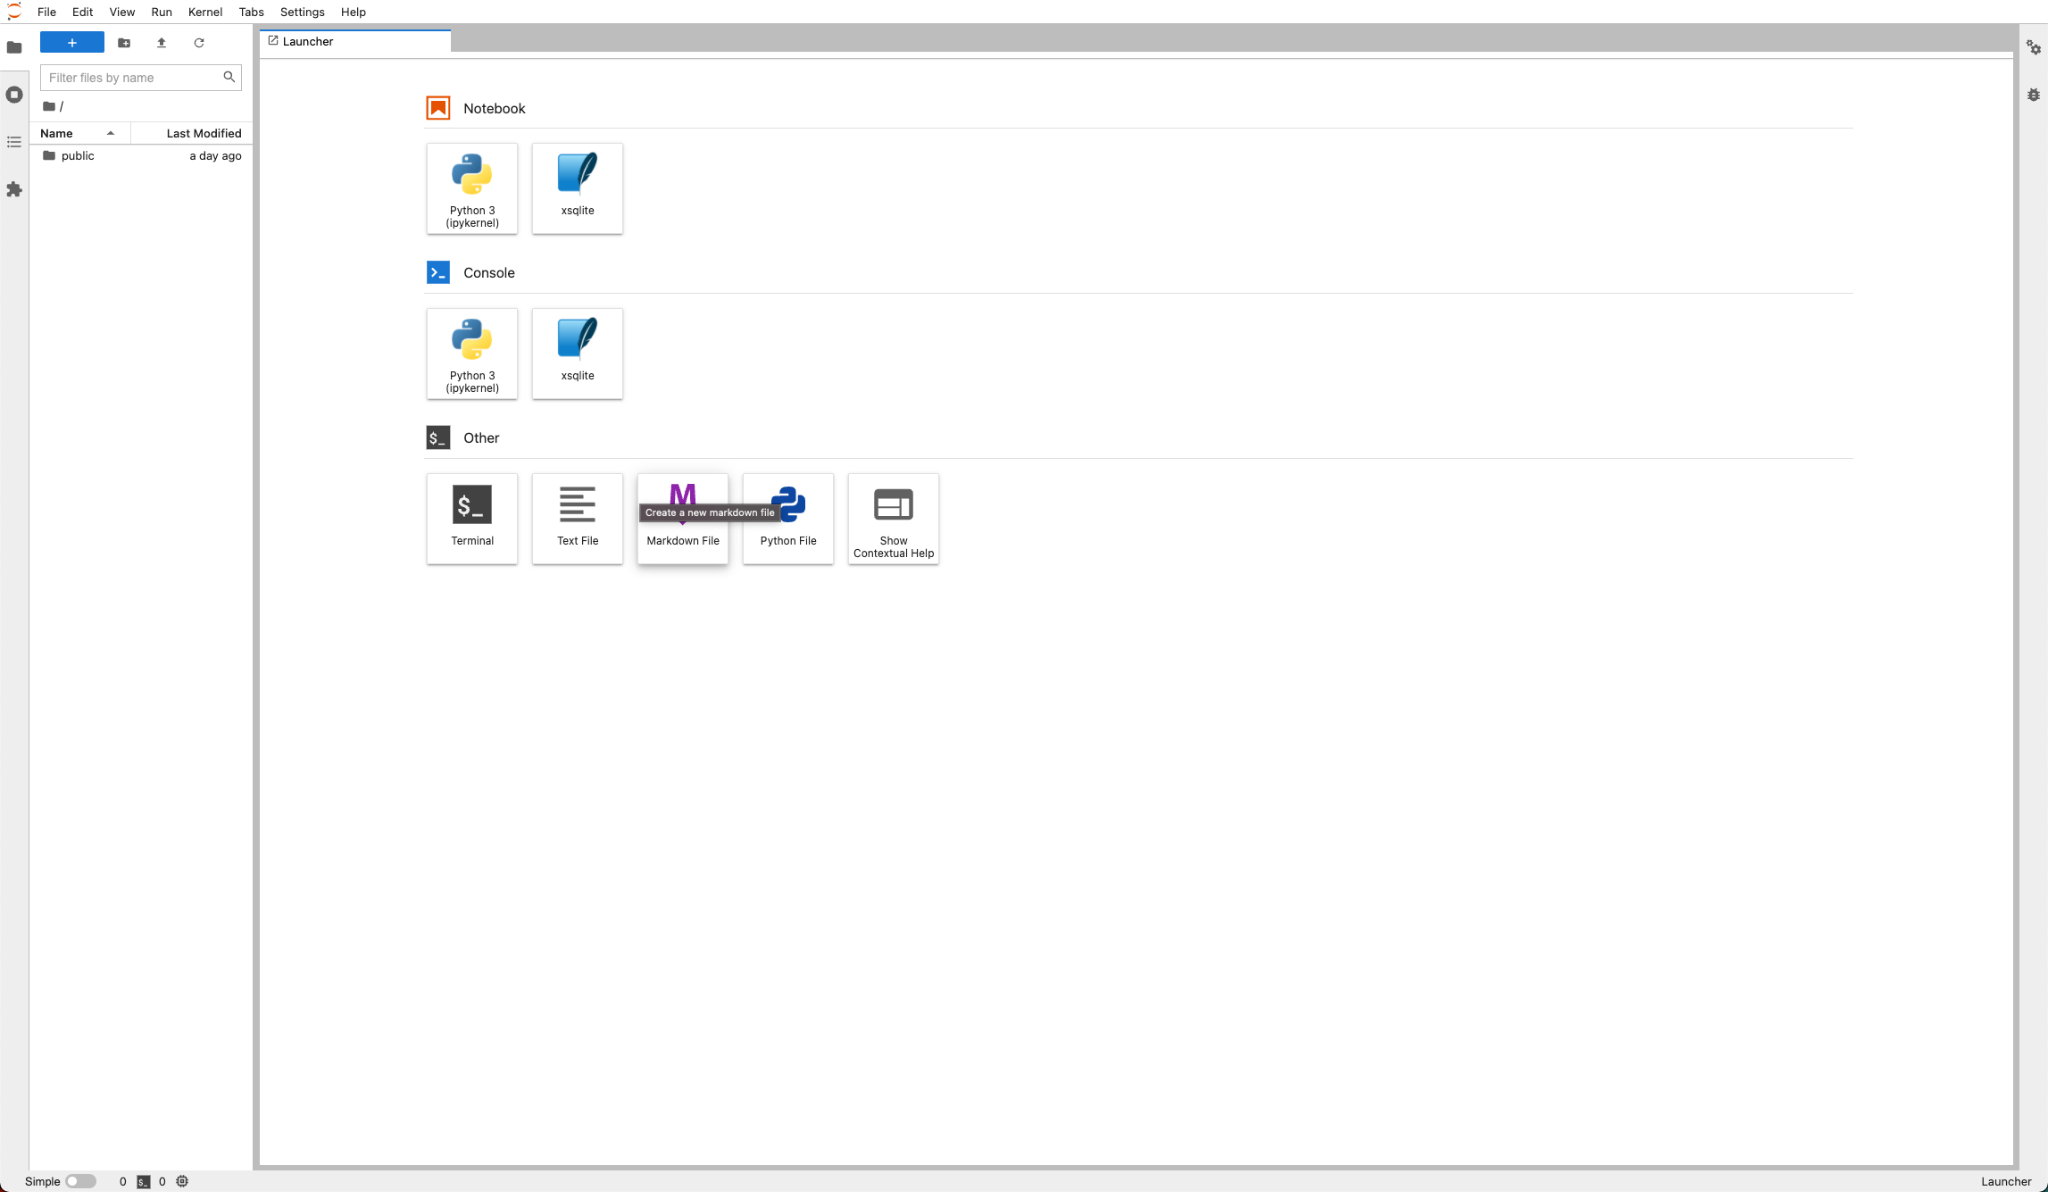 File Edit View Run Kernel Tabs Settings Help
+
Launcher
Filter files by name
/
Name Last Modified
public a day ago
Notebook
Python 3
(ipykernel)
xsqlite
Console
Python 3
(ipykernel)
xsqlite
$_ Other
$_
Terminal
Text File
M
Create a new markdown file
Markdown File
Python File
Show
Contextual Help
Simple 0 $_ 0
Launcher